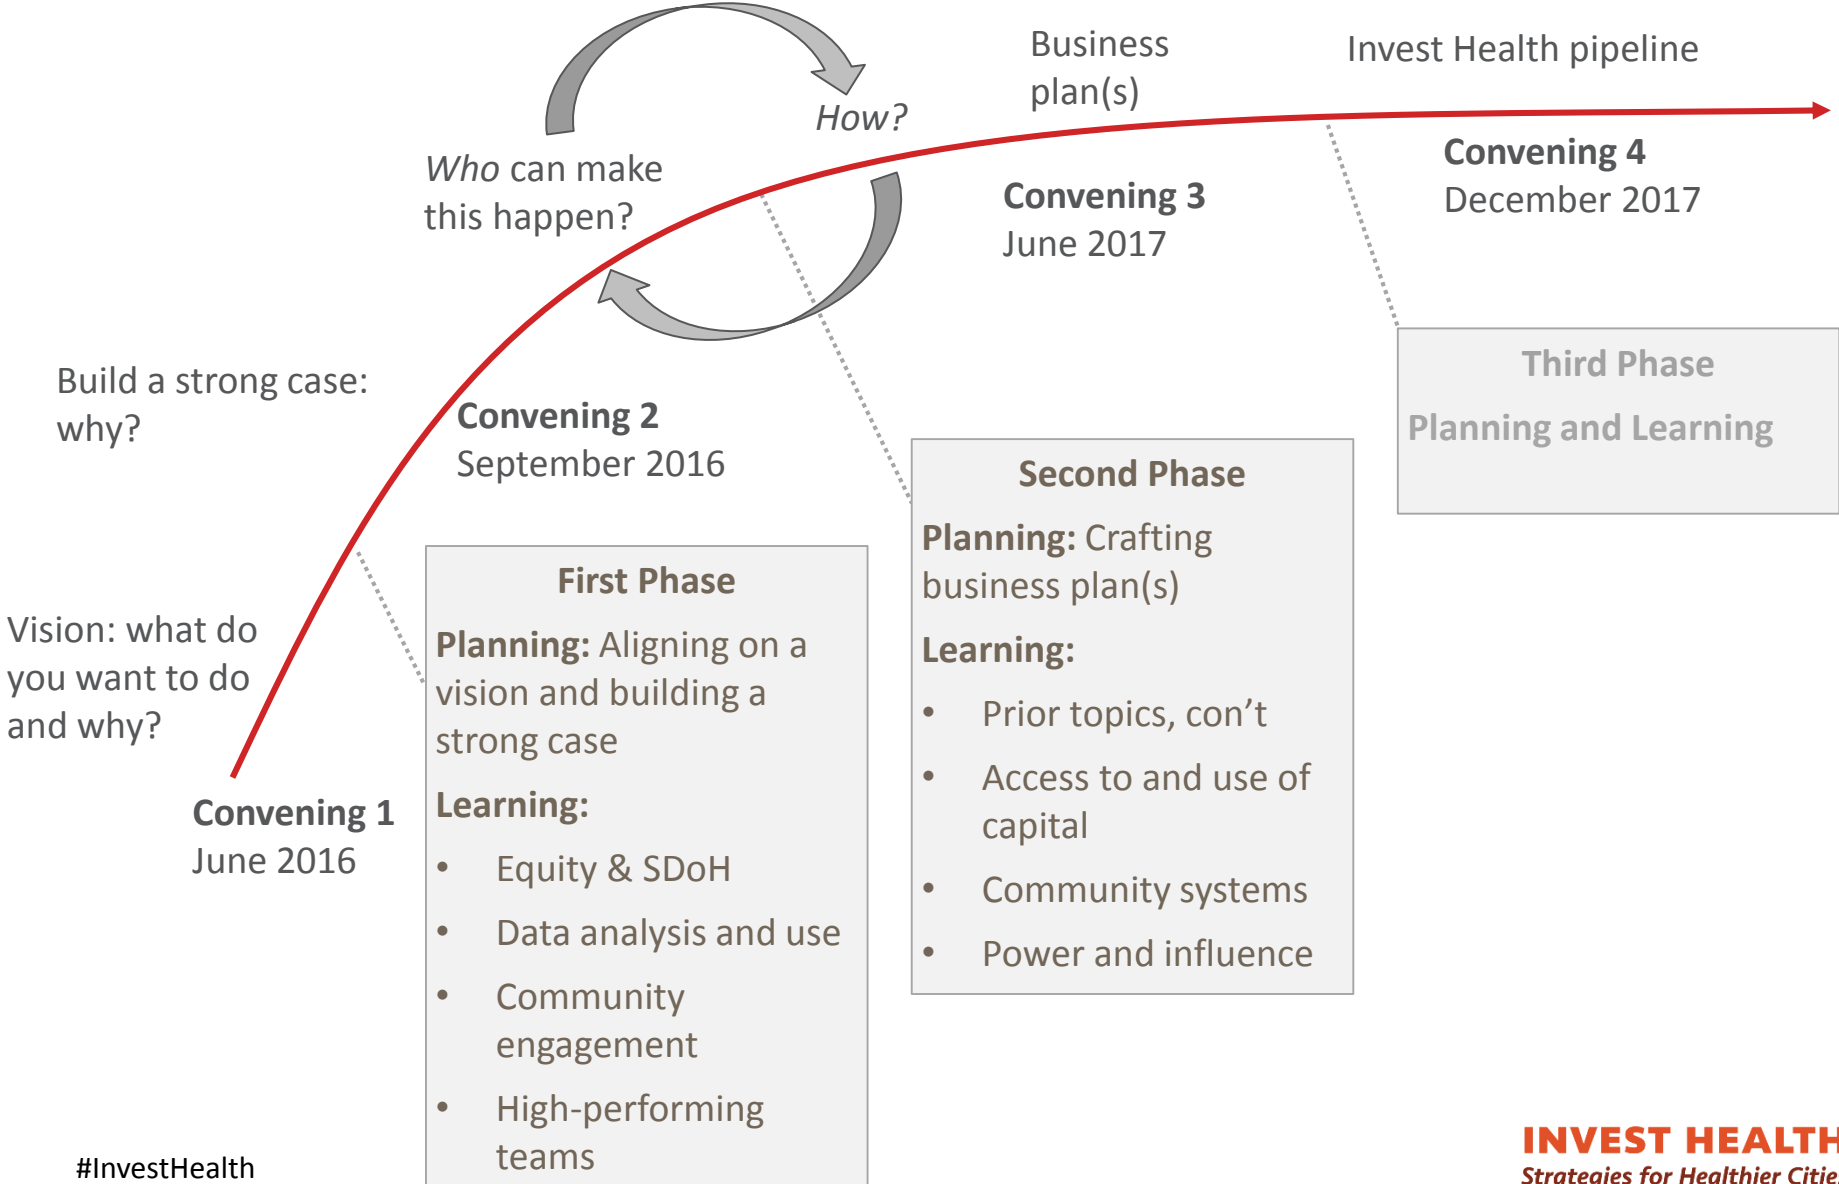 Business
plan(s)
Invest Health pipeline
How?
Who can make
this happen?
Convening 4
December 2017
Convening 3
June 2017
Build a strong case:
why?
Convening 2
September 2016
Third Phase
Planning and Learning
Second Phase
Planning: Crafting
business plan(s)
Learning:
• Prior topics, con’t
• Access to and use of
capital
• Community systems
• Power and influence
Vision: what do
you want to do
and why?
Convening 1
June 2016
First Phase
Planning: Aligning on a
vision and building a
strong case
Learning:
• Equity & SDoH
• Data analysis and use
• Community
engagement
• High-performing
teams
#InvestHealth
INVEST HEALTH
Strategies for Healthier Citie